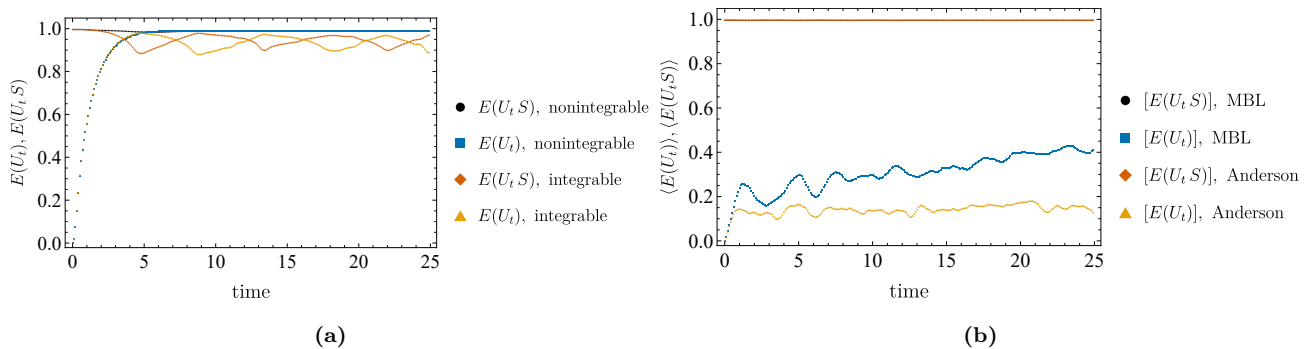 1.0
0.8
0.6
0.4
0.2
0.0
E(U_t), E(U_t S)
0
5
10
15
20
25
time
E(U_t S), nonintegrable
E(U_t), nonintegrable
E(U_t S), integrable
E(U_t), integrable
(a)
1.0
0.8
0.6
0.4
0.2
0.0
⟨E(U_t)⟩, ⟨E(U_t S)⟩
0
5
10
15
20
25
time
[E(U_t S)], MBL
[E(U_t)], MBL
[E(U_t S)], Anderson
[E(U_t)], Anderson
(b)